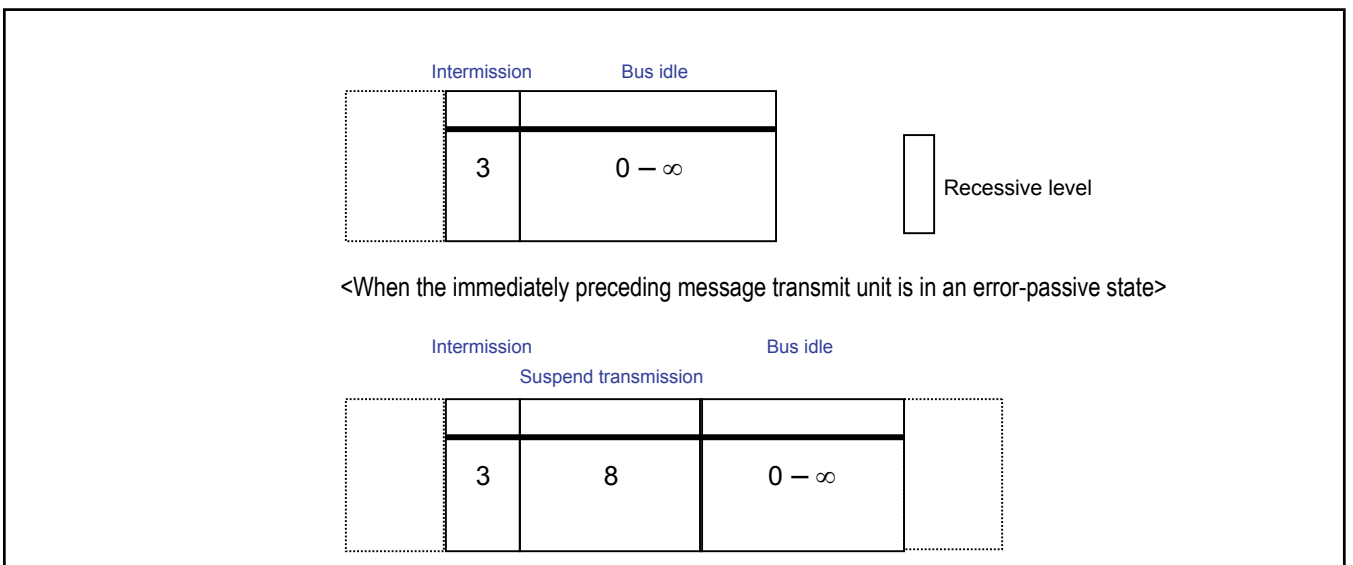 Intermission Bus idle
3 0 – ∞
Recessive level
<When the immediately preceding message transmit unit is in an error-passive state>
Intermission Bus idle
Suspend transmission
3 8 0 – ∞